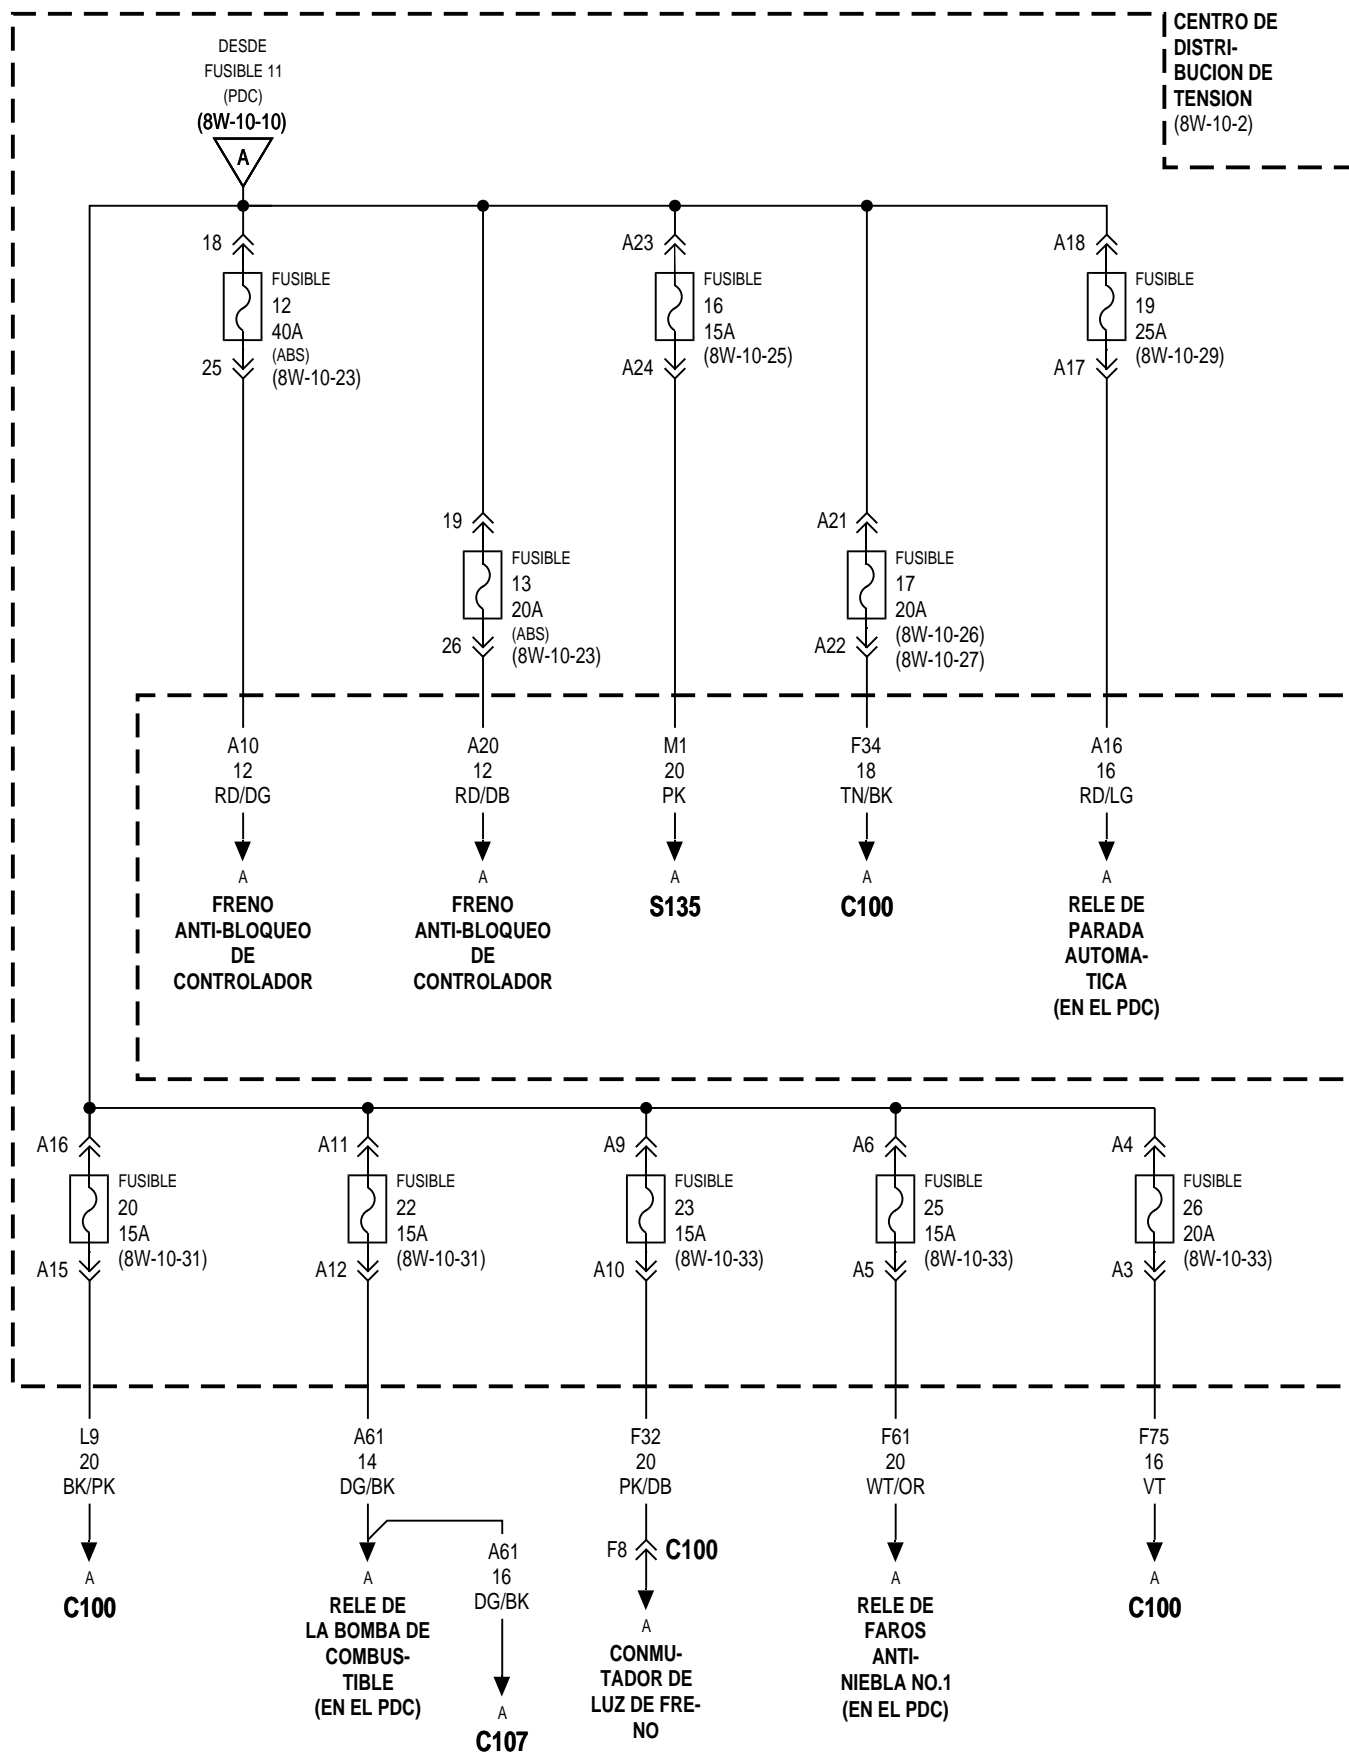 CENTRO DE
DISTRI-
BUCION DE
TENSION
(8W-10-2)
DESDE
FUSIBLE 11
(PDC)
(8W-10-10)
A
18
FUSIBLE
12
40A
(ABS)
(8W-10-23)
25
A23
FUSIBLE
16
15A
(8W-10-25)
A24
A18
FUSIBLE
19
25A
(8W-10-29)
A17
19
FUSIBLE
13
20A
(ABS)
(8W-10-23)
26
A21
FUSIBLE
17
20A
(8W-10-26)
(8W-10-27)
A22
A10
12
RD/DG
A
FRENO
ANTI-BLOQUEO
DE
CONTROLADOR
A20
12
RD/DB
A
FRENO
ANTI-BLOQUEO
DE
CONTROLADOR
M1
20
PK
A
S135
F34
18
TN/BK
A
C100
A16
16
RD/LG
A
RELE DE
PARADA
AUTOMA-
TICA
(EN EL PDC)
A16
FUSIBLE
20
15A
(8W-10-31)
A15
A11
FUSIBLE
22
15A
(8W-10-31)
A12
A9
FUSIBLE
23
15A
(8W-10-33)
A10
A6
FUSIBLE
25
15A
(8W-10-33)
A5
A4
FUSIBLE
26
20A
(8W-10-33)
A3
L9
20
BK/PK
A
C100
A61
14
DG/BK
A
RELE DE
LA BOMBA DE
COMBUS-
TIBLE
(EN EL PDC)
A61
16
DG/BK
A
C107
F32
20
PK/DB
F8
C100
A
CONMU-
TADOR DE
LUZ DE FRE-
NO
F61
20
WT/OR
A
RELE DE
FAROS
ANTI-
NIEBLA NO.1
(EN EL PDC)
F75
16
VT
A
C100